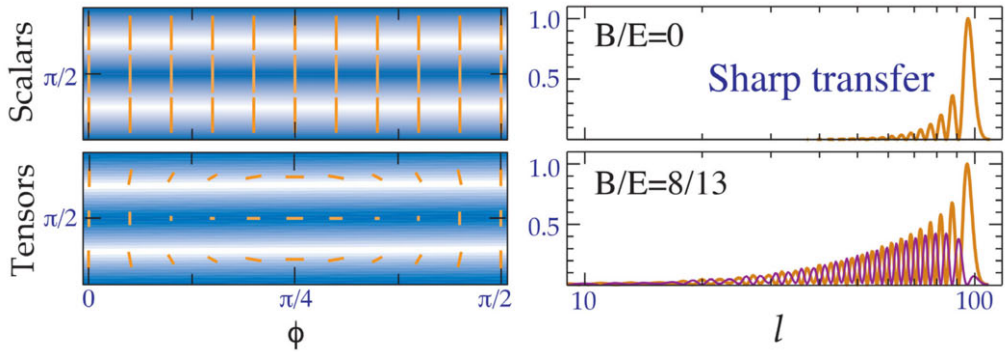 Scalars
π/2
1.0
B/E=0
0.5
Sharp transfer
Tensors
π/2
0
π/4
π/2
ϕ
1.0
B/E=8/13
0.5
10
100
l